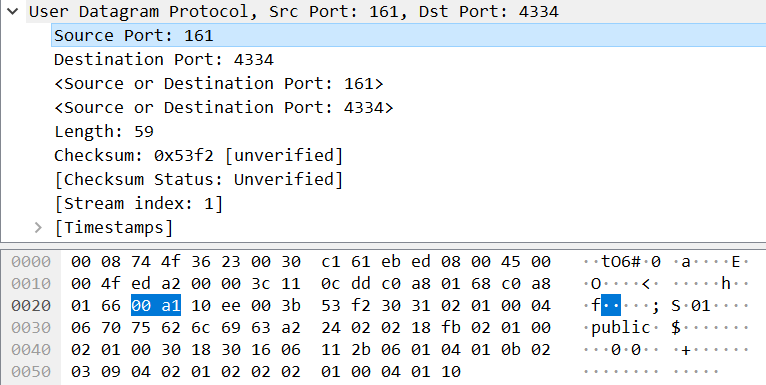 User Datagram Protocol, Src Port: 161, Dst Port: 4334
Source Port: 161
Destination Port: 4334
<Source or Destination Port: 161>
<Source or Destination Port: 4334>
Length: 59
Checksum: 0x53f2 [unverified]
[Checksum Status: Unverified]
[Stream index: 1]
[Timestamps]
0000 00 08 74 4f 36 23 00 30 c1 61 eb ed 08 00 45 00 ··tO6#·0 ·a····E·
0010 00 4f ed a2 00 00 3c 11 0c dd c0 a8 01 68 c0 a8 ·O····<· ·····h··
0020 01 66 00 a1 10 ee 00 3b 53 f2 30 31 02 01 00 04 ·f·····; S·01····
0030 06 70 75 62 6c 69 63 a2 24 02 02 18 fb 02 01 00 ·public· $·······
0040 02 01 00 30 18 30 16 06 11 2b 06 01 04 01 0b 02 ···0·0·· ·+······
0050 03 09 04 02 01 02 02 02 01 00 04 01 10 ········ ·····